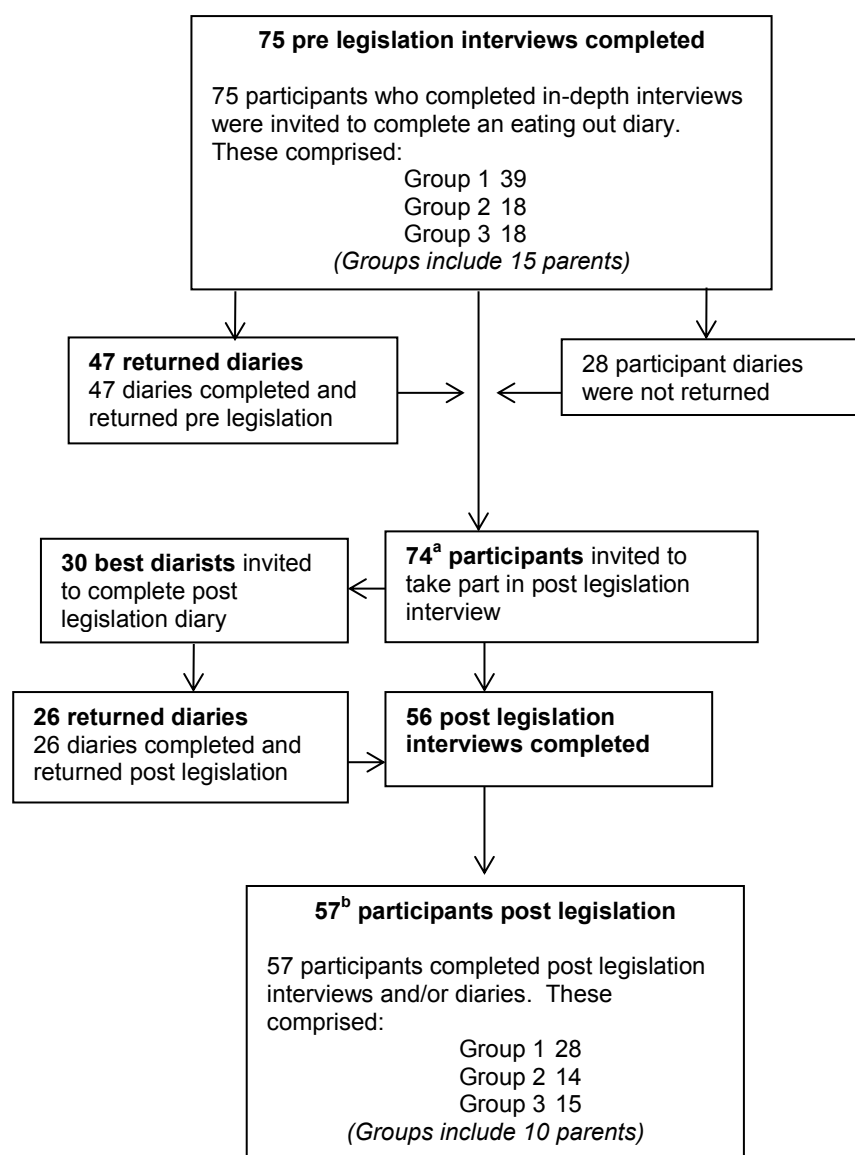 75 pre legislation interviews completed
75 participants who completed in-depth interviews
were invited to complete an eating out diary.
These comprised:
Group 1 39
Group 2 18
Group 3 18
(Groups include 15 parents)
47 returned diaries
47 diaries completed and
returned pre legislation
28 participant diaries
were not returned
30 best diarists invited
to complete post
legislation diary
74ᵃ participants invited to
take part in post legislation
interview
26 returned diaries
26 diaries completed and
returned post legislation
56 post legislation
interviews completed
57ᵇ participants post legislation
57 participants completed post legislation
interviews and/or diaries.  These
comprised:
Group 1 28
Group 2 14
Group 3 15
(Groups include 10 parents)